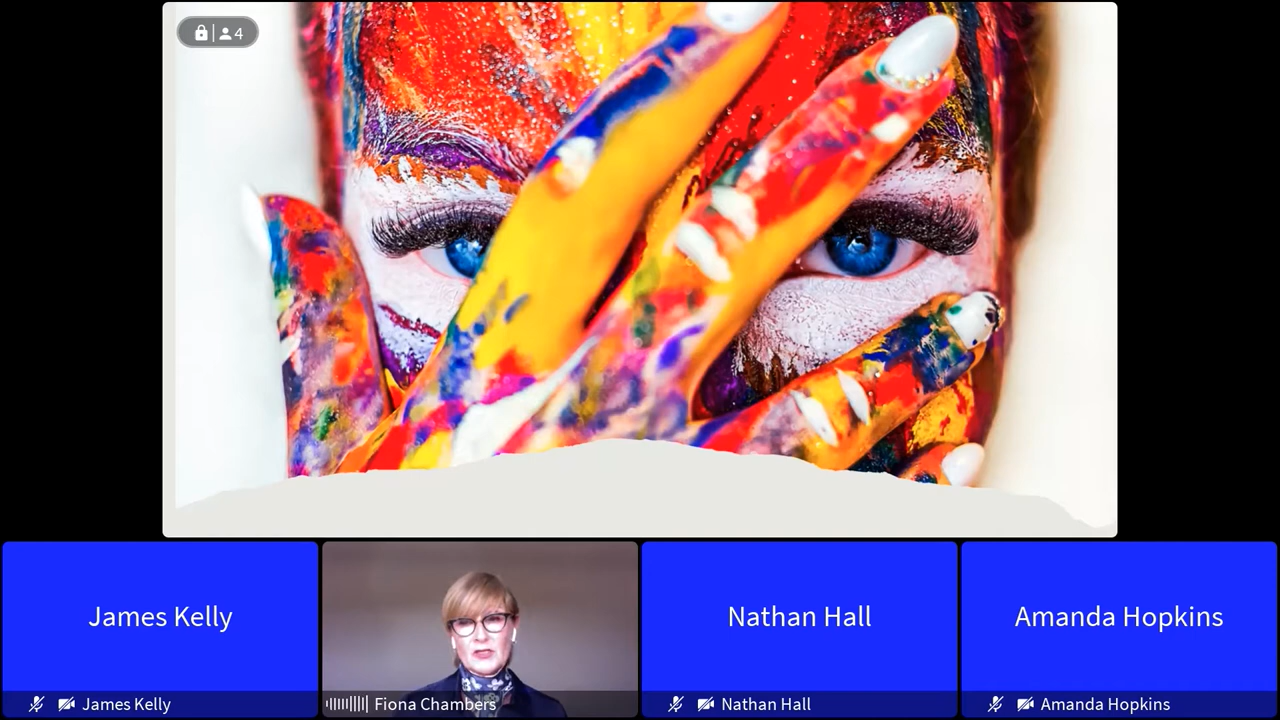 4
James Kelly
Nathan Hall
Amanda Hopkins
James Kelly
Fiona Chambers
Nathan Hall
Amanda Hopkins